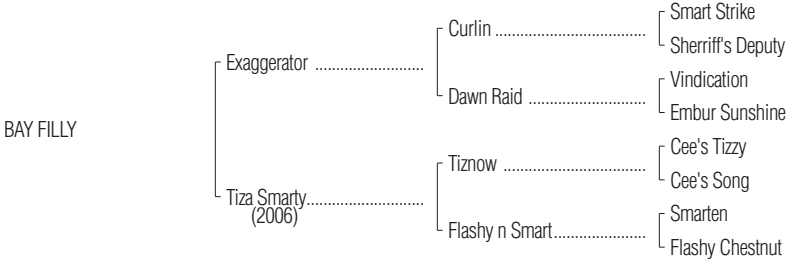 Smart Strike
Curlin ....................................
Sherriff's Deputy
Exaggerator ..........................
Vindication
Dawn Raid ............................
Embur Sunshine
BAY FILLY
Cee's Tizzy
Tiznow ..................................
Cee's Song
Tiza Smarty............................
(2006)
Smarten
Flashy n Smart......................
Flashy Chestnut